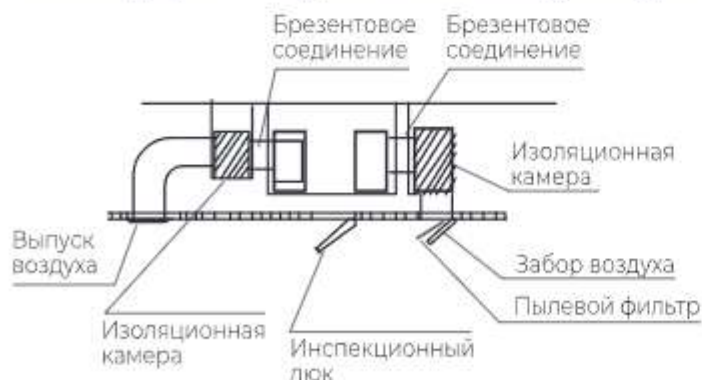 Брезентовое
соединение
Брезентовое
соединение
Изоляционная
камера
Выпуск
воздуха
Забор воздуха
Пылевой фильтр
Изоляционная
камера
Инспекционный
люк